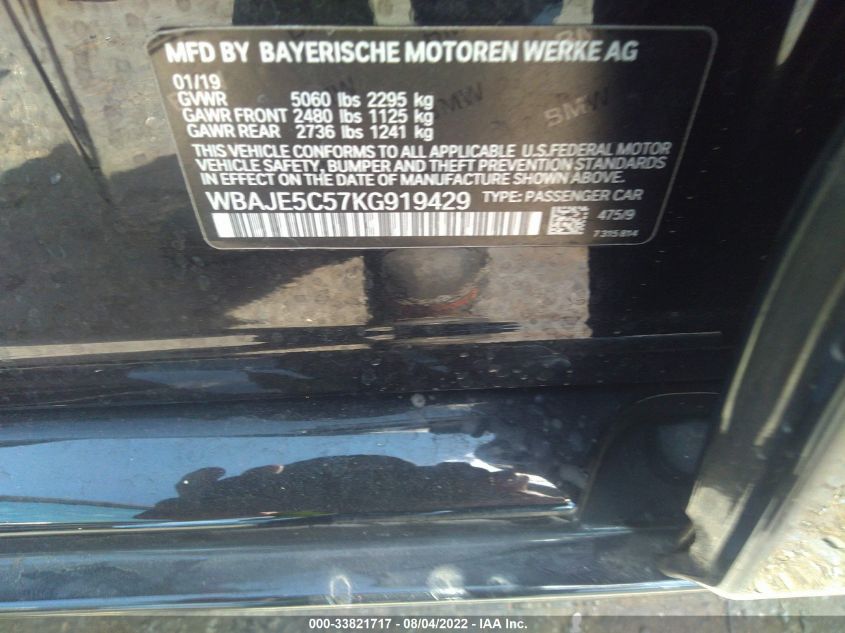 MFD BY BAYERISCHE MOTOREN WERKE AG
01/19
GVWR 5060 lbs 2295 kg
GAWR FRONT 2480 lbs 1125 kg
GAWR REAR 2736 lbs 1241 kg
THIS VEHICLE CONFORMS TO ALL APPLICABLE U.S.FEDERAL MOTOR
VEHICLE SAFETY, BUMPER AND THEFT PREVENTION STANDARDS
IN EFFECT ON THE DATE OF MANUFACTURE SHOWN ABOVE.
WBAJE5C57KG919429 TYPE: PASSENGER CAR
475/9
7315814
BMW
BMW
000-33821717 - 08/04/2022 - IAA Inc.